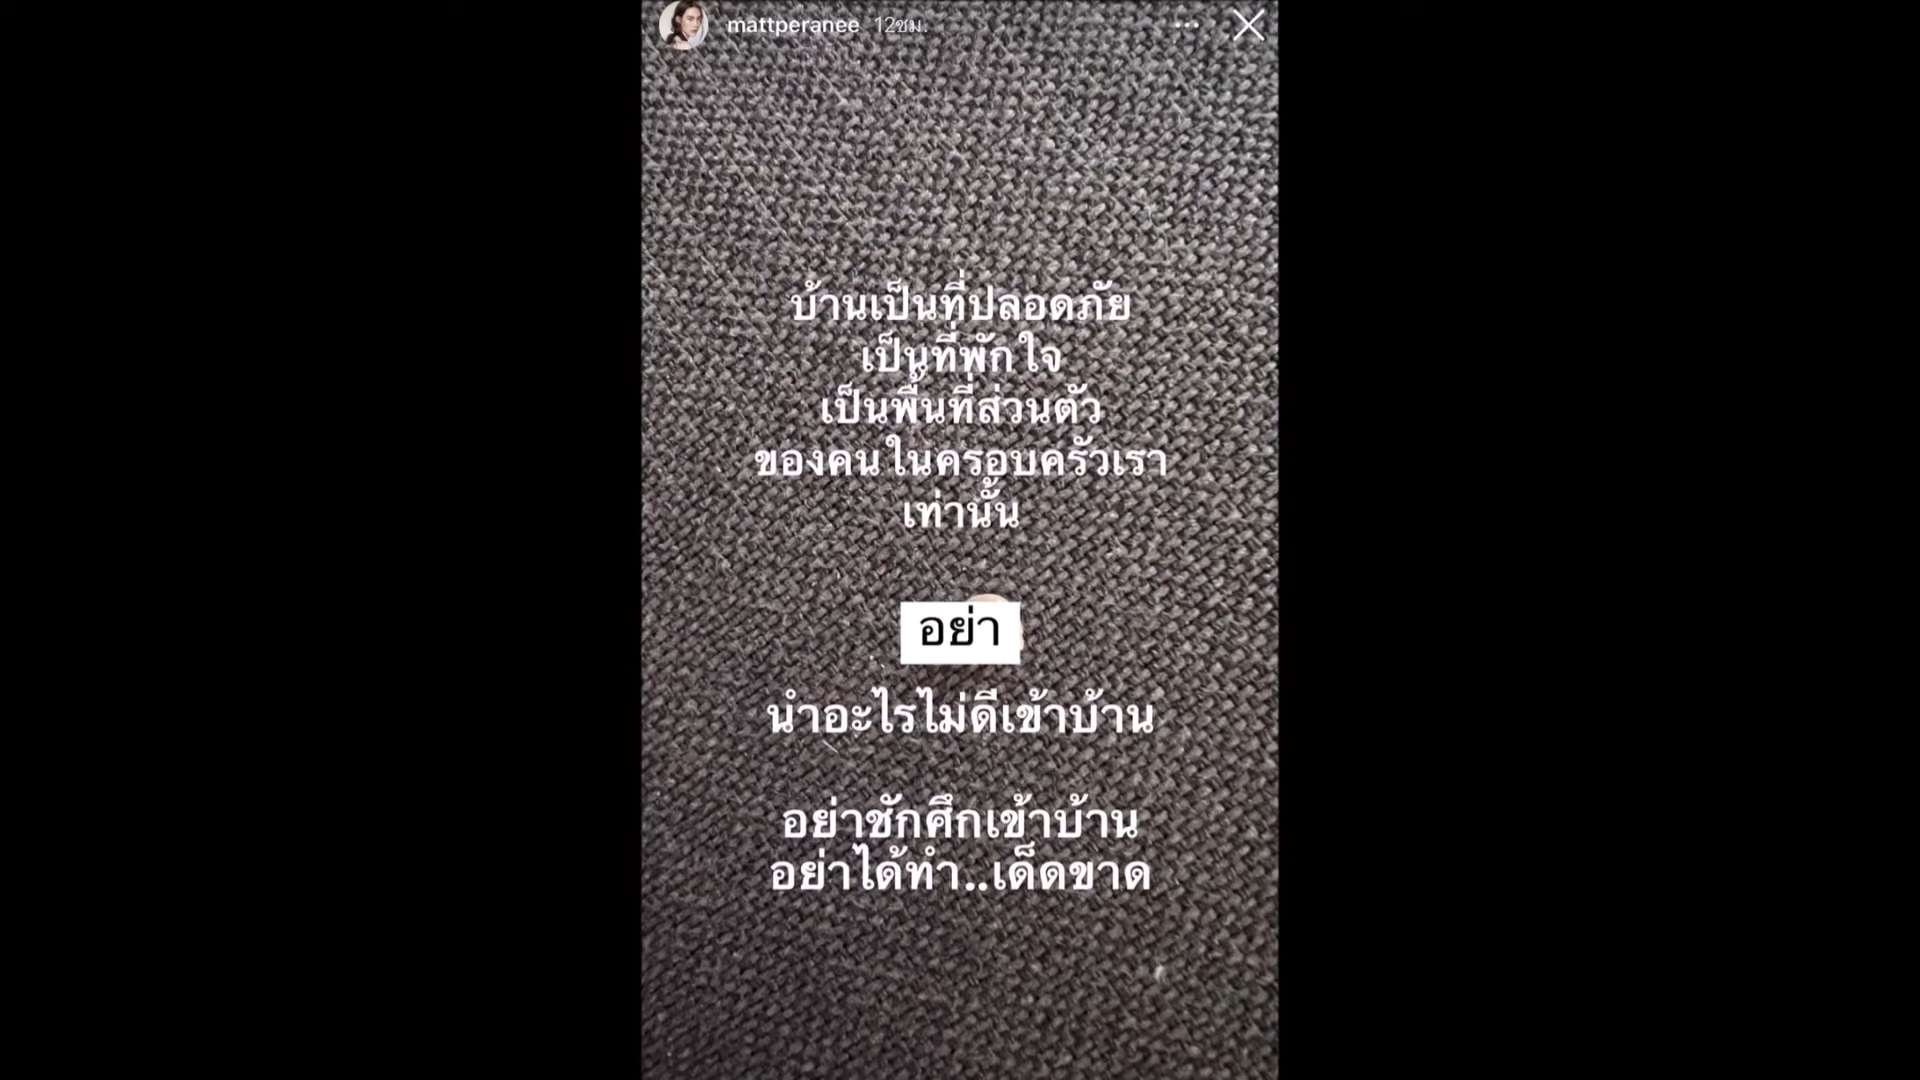 mattperanee 12ชม.
บ้านเป็นที่ปลอดภัย
เป็นที่พักใจ
เป็นพื้นที่ส่วนตัว
ของคนในครอบครัวเรา
เท่านั้น
อย่า
นำอะไรไม่ดีเข้าบ้าน
อย่าชักศึกเข้าบ้าน
อย่าได้ทำ..เด็ดขาด